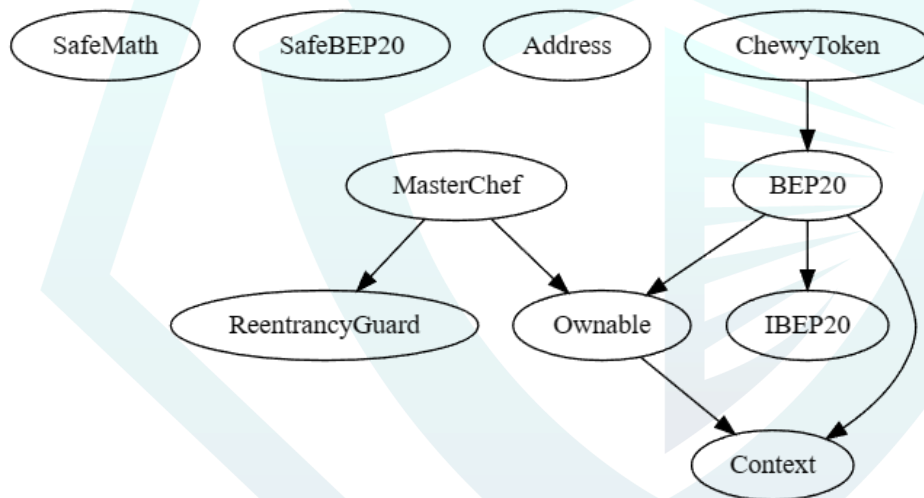 SafeMath
SafeBEP20
Address
ChewyToken
MasterChef
BEP20
ReentrancyGuard
Ownable
IBEP20
Context